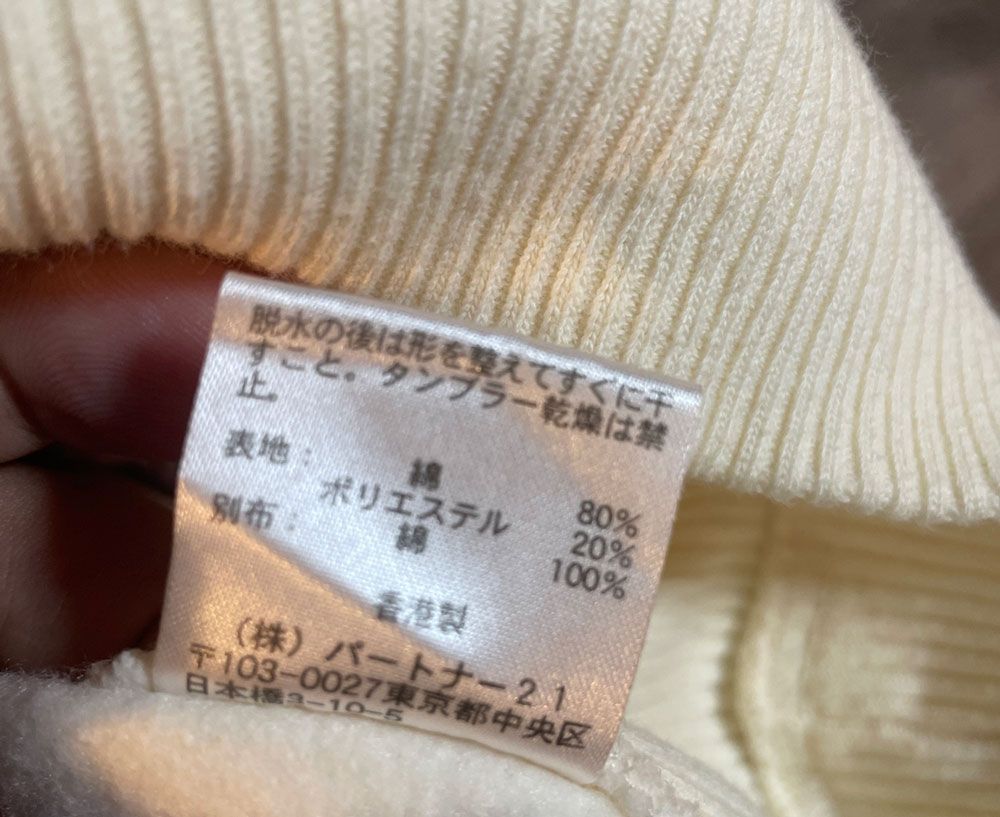 脱水の後は形を整えてすぐに干
すこと。タンブラー乾燥は禁
止.
表地： 綿 80%
ポリエステル 20%
別布： 綿 100%
香港製
（株）パートナー21
〒103-0027東京都中央区
日本橋3-10-5